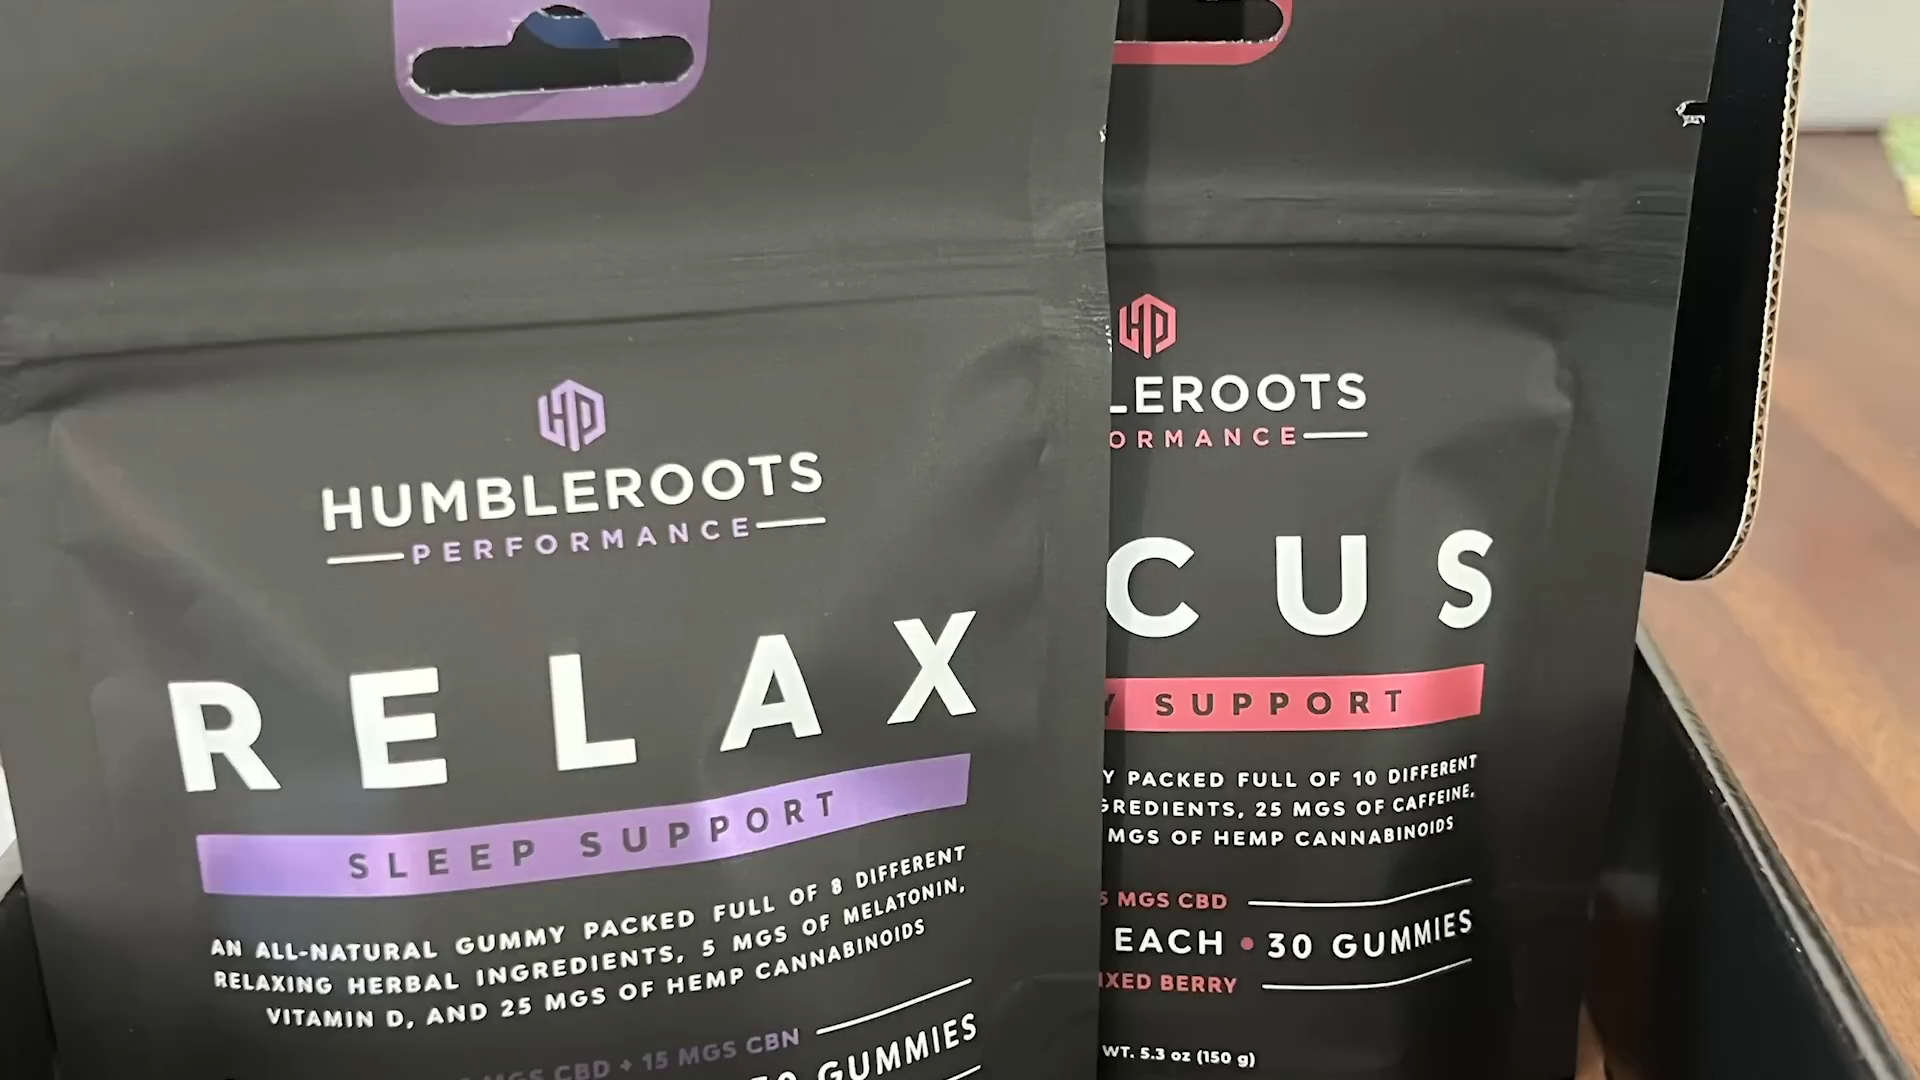 HUMBLEROOTS
PERFORMANCE
RELAX
SLEEP SUPPORT
AN ALL-NATURAL GUMMY PACKED FULL OF 8 DIFFERENT
RELAXING HERBAL INGREDIENTS, 5 MGS OF MELATONIN,
VITAMIN D, AND 25 MGS OF HEMP CANNABINOIDS
MGS CBD + 15 MGS CBN
GUMMIES
LEROOTS
ORMANCE
CUS
Y SUPPORT
Y PACKED FULL OF 10 DIFFERENT
GREDIENTS, 25 MGS OF CAFFEINE,
MGS OF HEMP CANNABINOIDS
5 MGS CBD
EACH • 30 GUMMIES
IXED BERRY
WT. 5.3 oz (150 g)